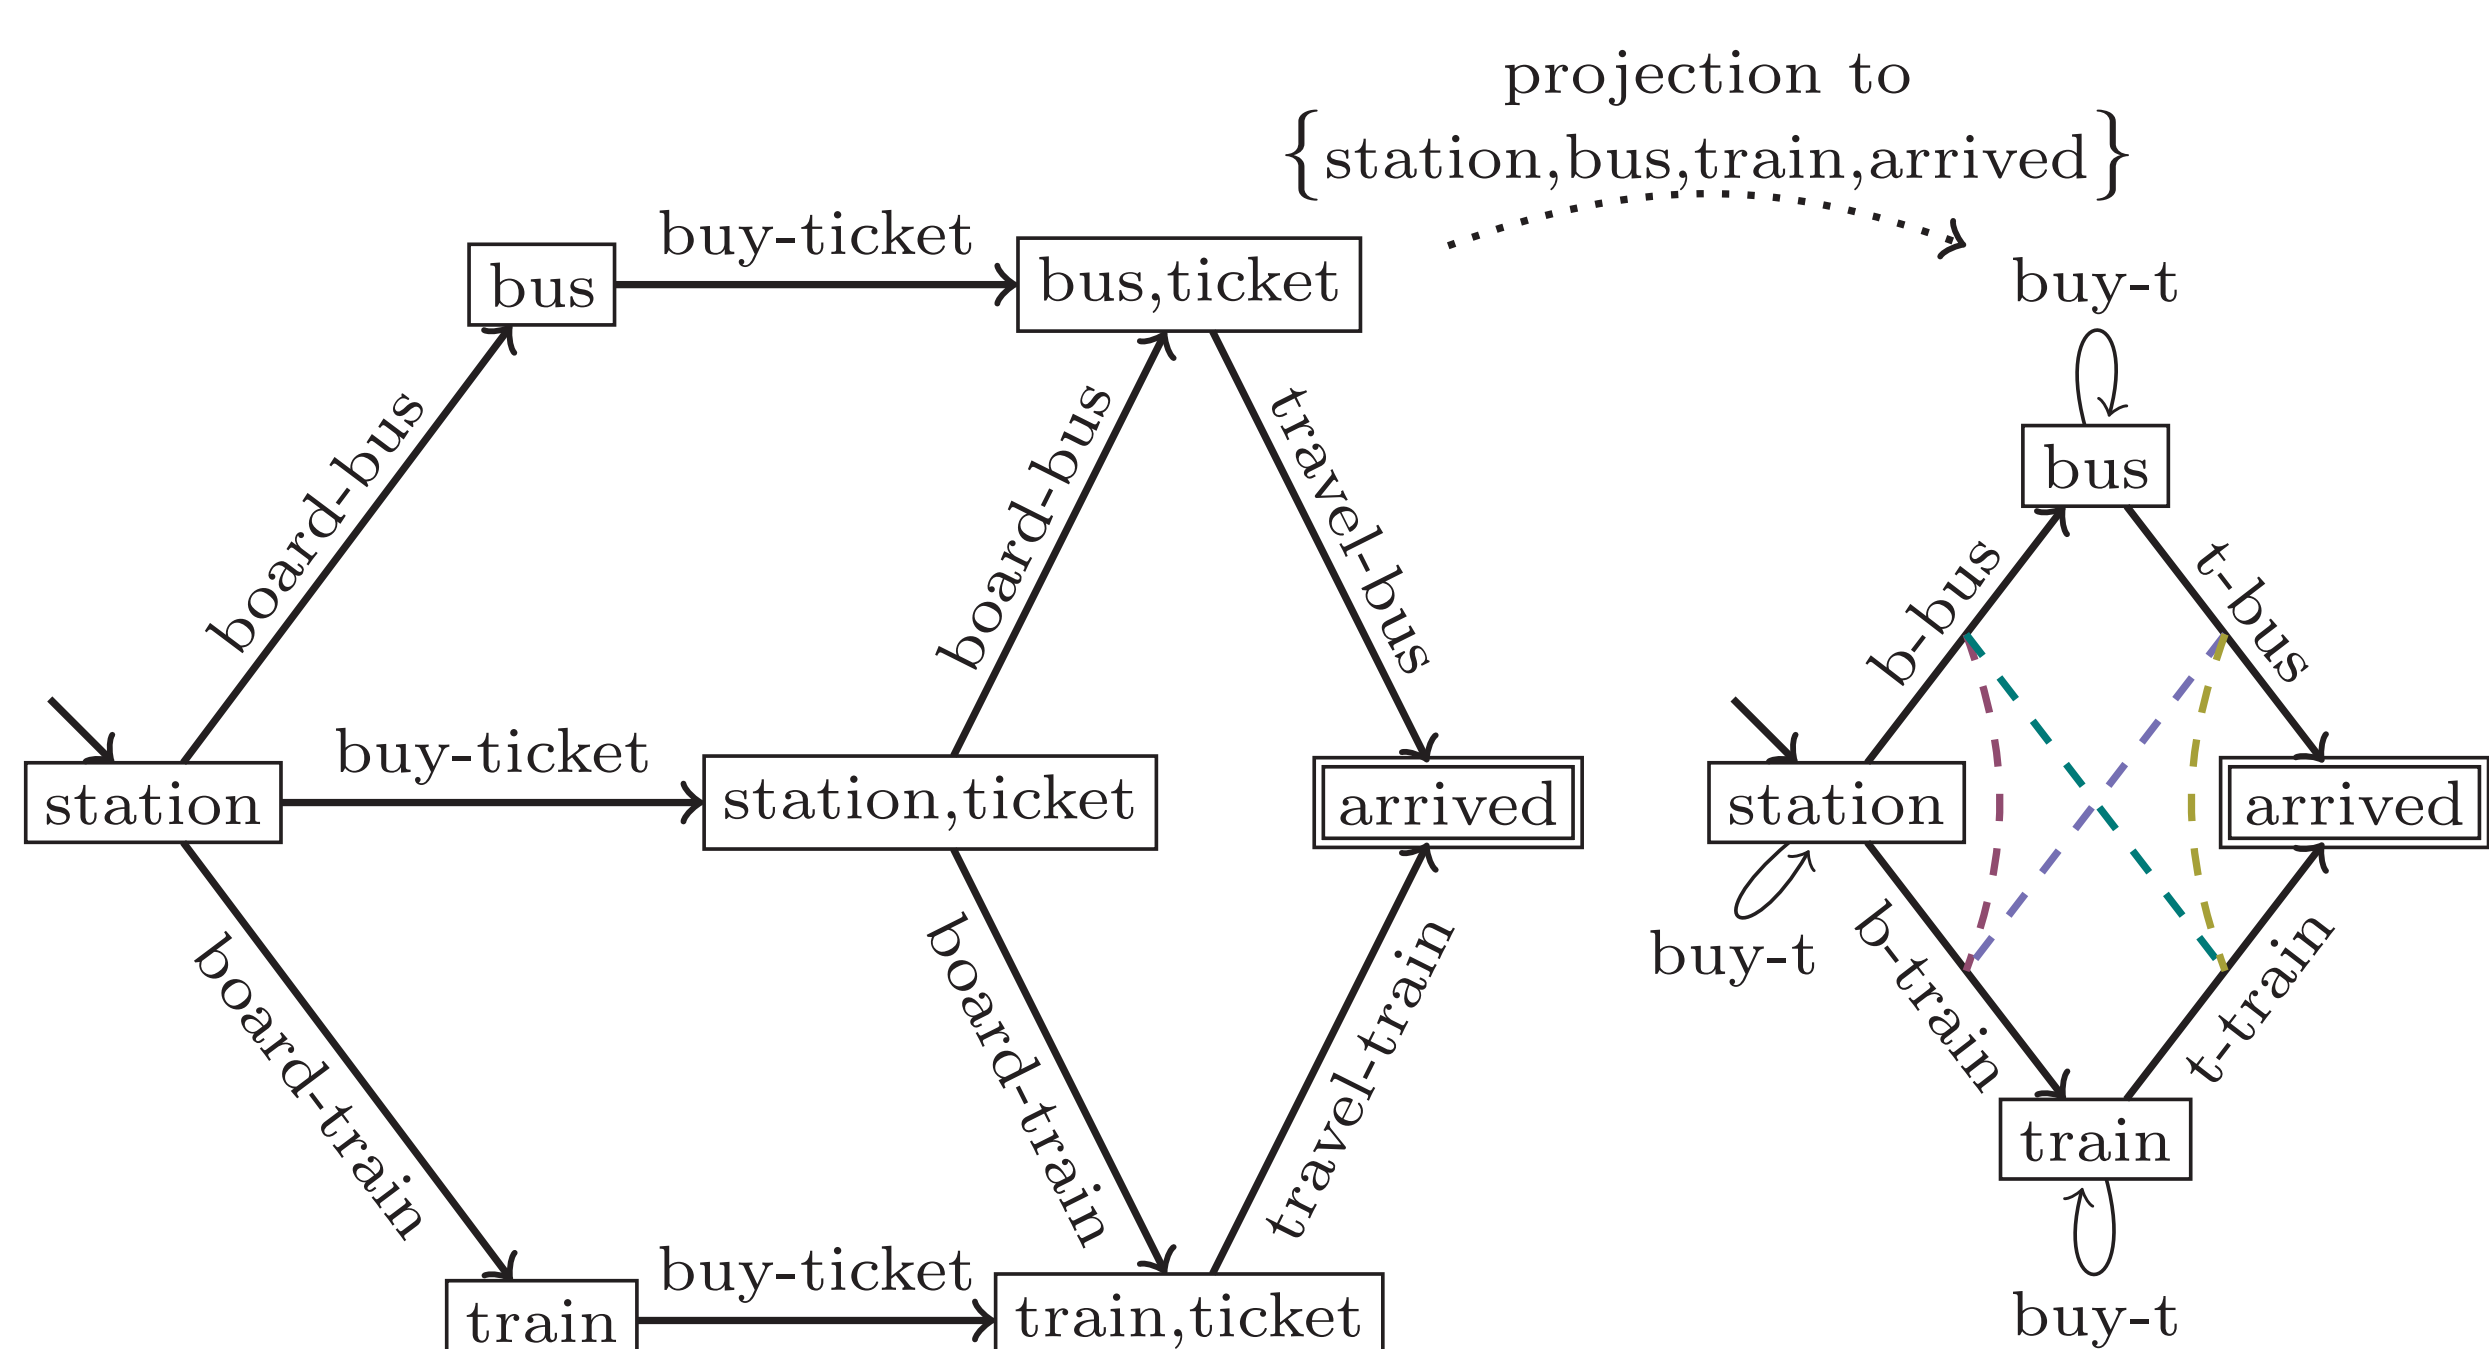 projection to
{station,bus,train,arrived}
bus
buy-ticket
bus,ticket
board-bus
board-bus
travel-bus
station
buy-ticket
station,ticket
arrived
board-train
board-train
travel-train
train
buy-ticket
train,ticket
buy-t
bus
b-bus
t-bus
station
arrived
buy-t
b-train
t-train
train
buy-t